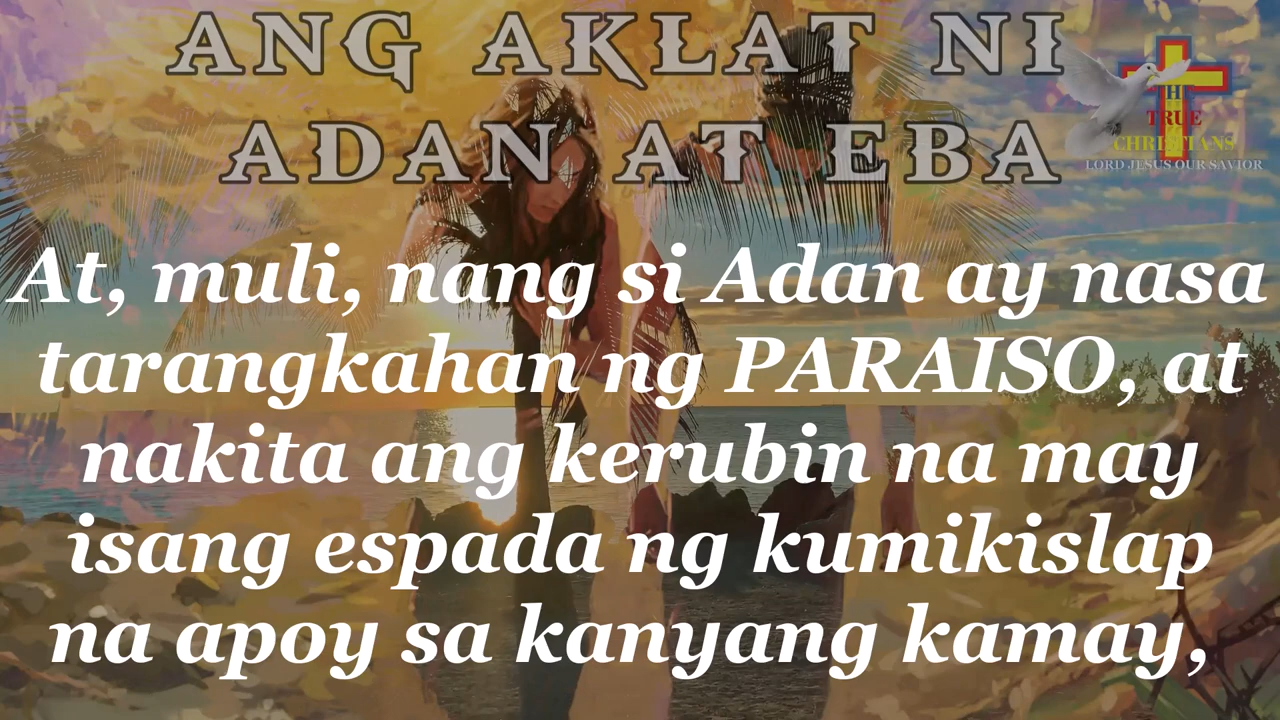 ANG AKLAT NI
ADAN AT EBA
THE
TRUE
CHRISTIANS
LORD JESUS OUR SAVIOR
At, muli, nang si Adan ay nasa
tarangkahan ng PARAISO, at
nakita ang kerubin na may
isang espada ng kumikislap
na apoy sa kanyang kamay,